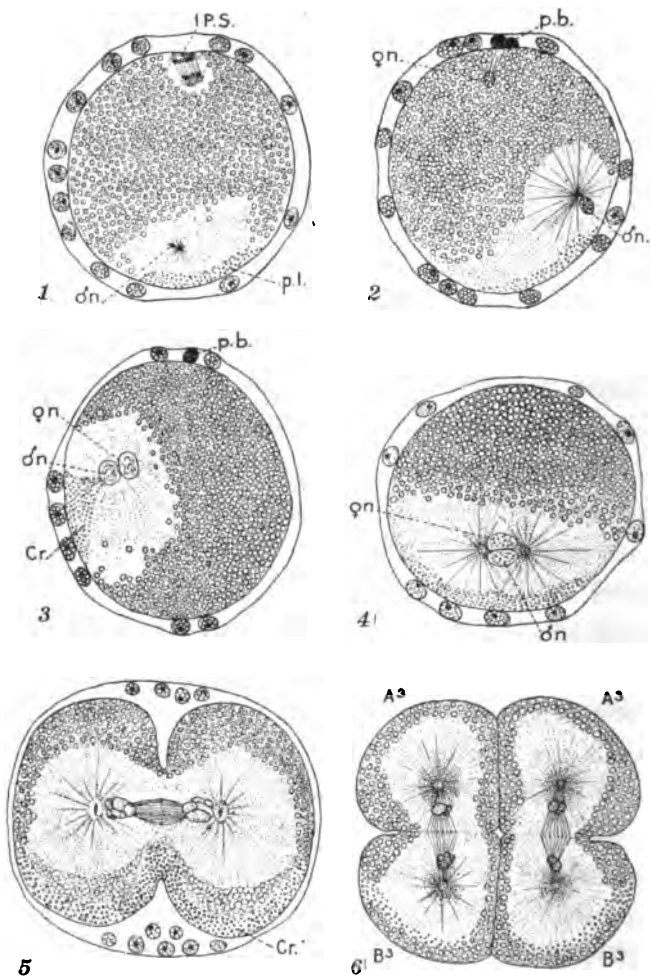 1 P.S.
♂n.
p.l.
1
p.b.
♀n.
♂n.
2
p.b.
♀n.
♂n.
Cr.
3
♀n.
♂n
4
Cr.
5
A³
A³
B³
B³
6